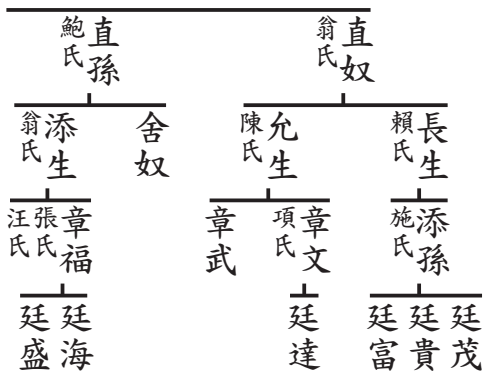 直奴
翁氏
直孫
鮑氏
長生
賴氏
允生
陳氏
舍奴
添生
翁氏
添孫
施氏
章文
項氏
章武
章福
張氏
汪氏
廷茂
廷貴
廷富
廷達
廷海
廷盛